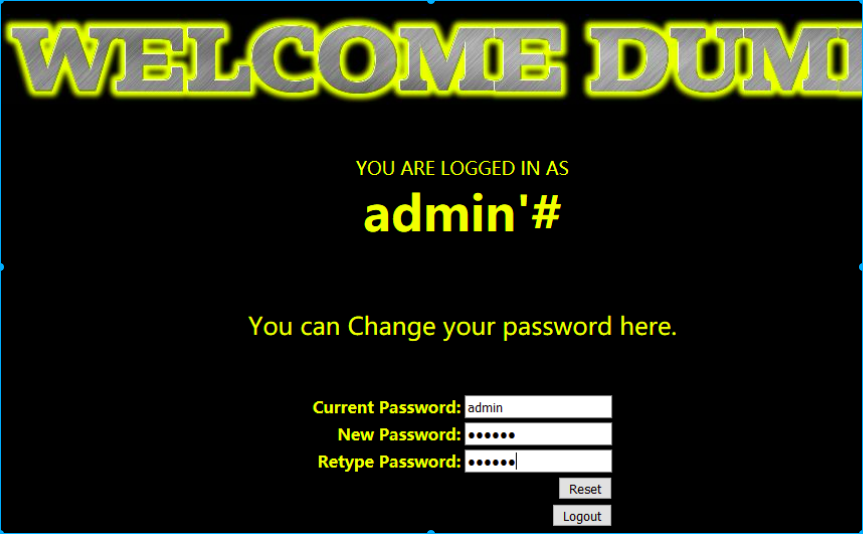 WELCOME DUM
YOU ARE LOGGED IN AS
admin'#
You can Change your password here.
Current Password: admin
New Password: ●●●●●●
Retype Password: ●●●●●●
Reset
Logout